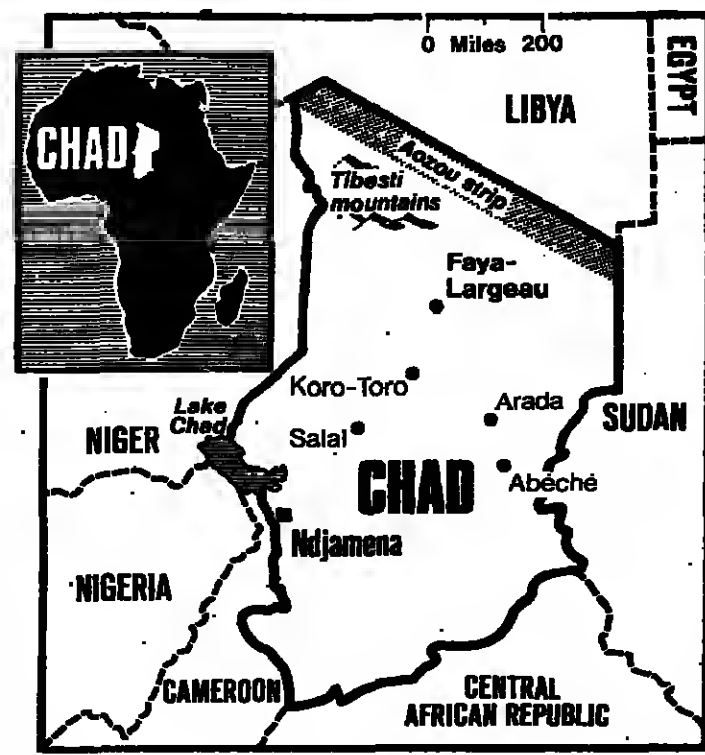 0 Miles 200
EGYPT
LIBYA
CHAD
Aozou strip
Tibesti
mountains
Faya-
Largeau
Koro-Toro
Arada
Lake
Chad
NIGER
Salal
SUDAN
CHAD
Abéché
Ndjamena
NIGERIA
CAMEROON
CENTRAL
AFRICAN REPUBLIC